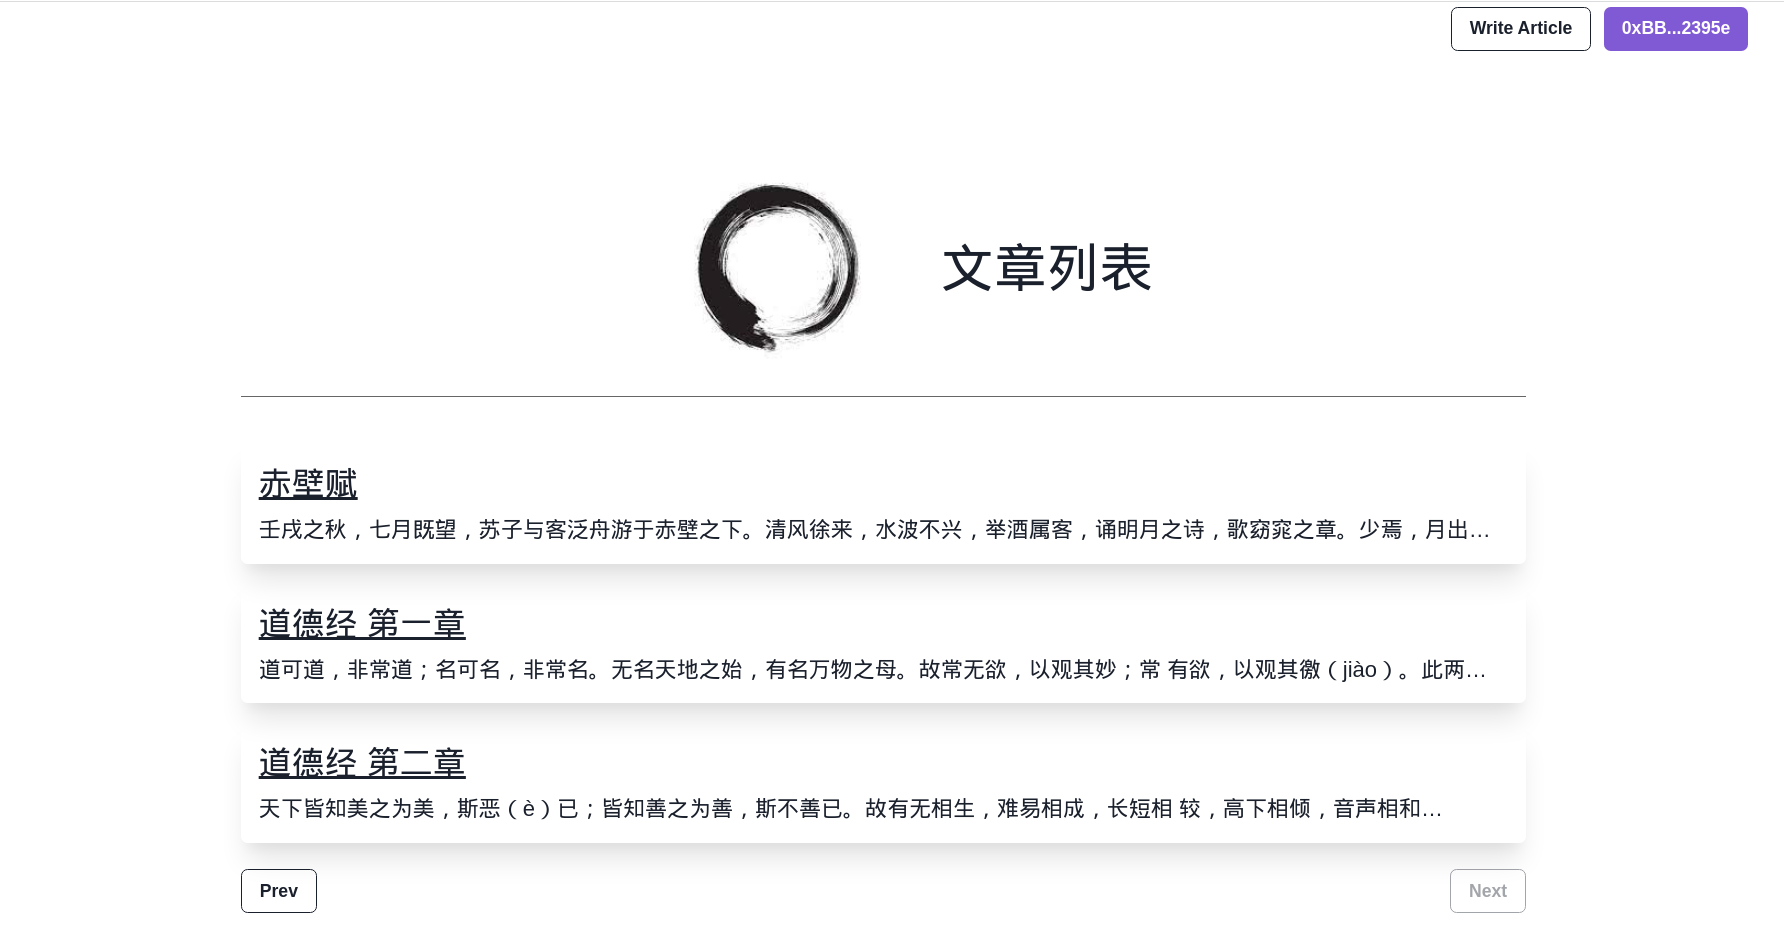 Write Article
0xBB...2395e
文章列表
赤壁赋
壬戌之秋，七月既望，苏子与客泛舟游于赤壁之下。清风徐来，水波不兴，举酒属客，诵明月之诗，歌窈窕之章。少焉，月出...
道德经 第一章
道可道，非常道；名可名，非常名。无名天地之始，有名万物之母。故常无欲，以观其妙；常 有欲，以观其徼（jiào）。此两...
道德经 第二章
天下皆知美之为美，斯恶（è）已；皆知善之为善，斯不善已。故有无相生，难易相成，长短相 较，高下相倾，音声相和...
Prev
Next